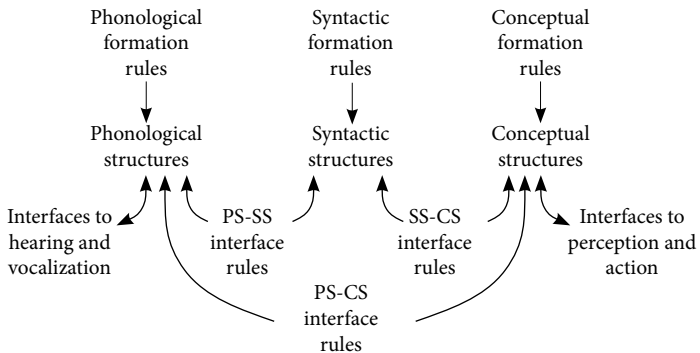 Phonological
formation
rules
Syntactic
formation
rules
Conceptual
formation
rules
Phonological
structures
Syntactic
structures
Conceptual
structures
Interfaces to
hearing and
vocalization
PS-SS
interface
rules
SS-CS
interface
rules
Interfaces to
perception and
action
PS-CS
interface
rules